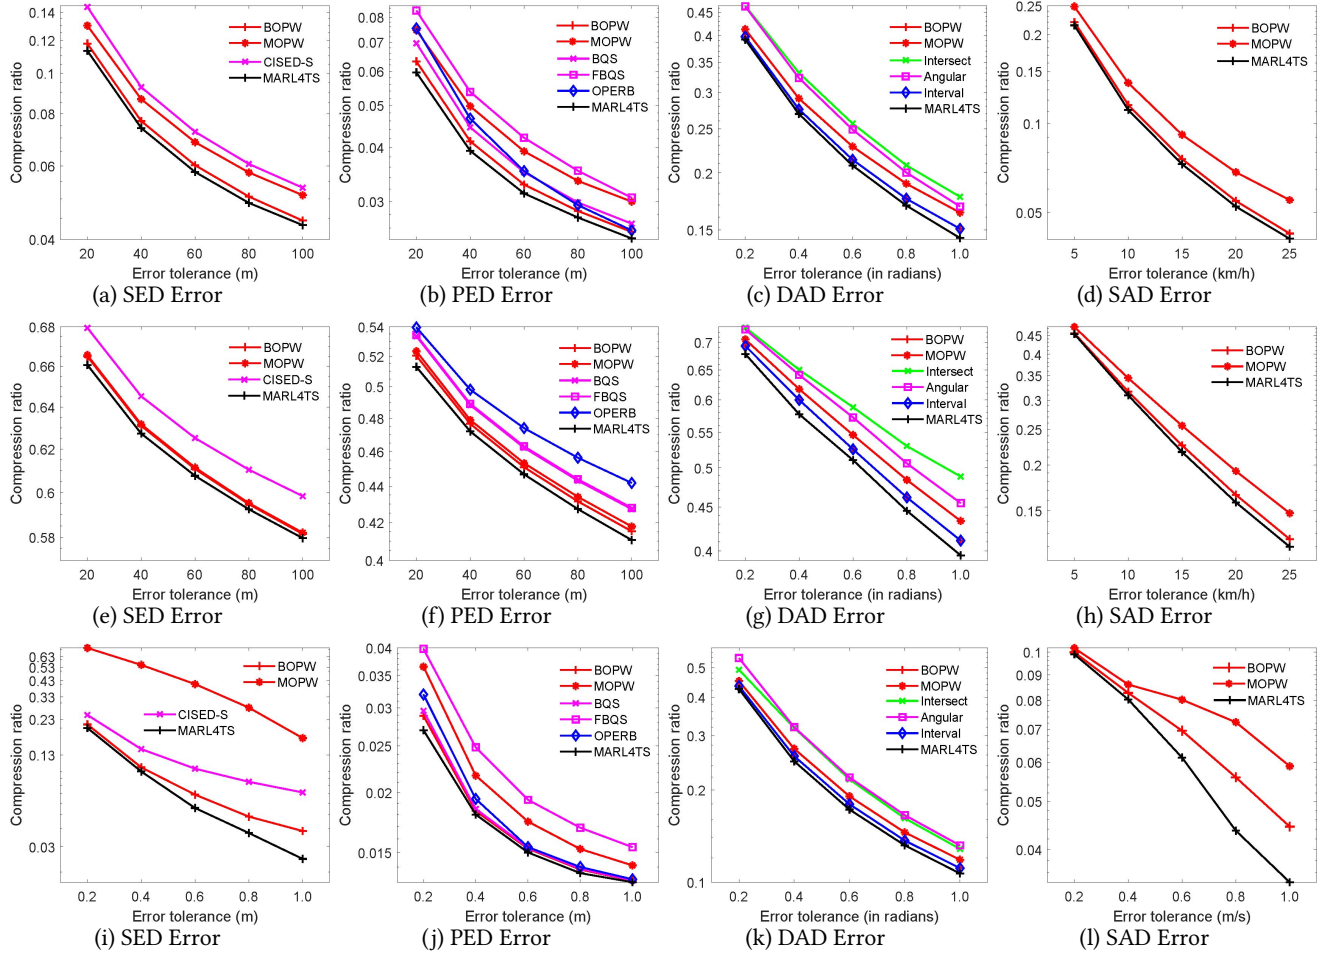 0.14
0.12
0.1
0.08
0.06
0.04
Compression ratio
BOPW
MOPW
CISED-S
MARL4TS
20 40 60 80 100
Error tolerance (m)
(a) SED Error
0.08
0.07
0.06
0.05
0.04
0.03
Compression ratio
BOPW
MOPW
BQS
FBQS
OPERB
MARL4TS
20 40 60 80 100
Error tolerance (m)
(b) PED Error
0.45
0.4
0.3
0.25
0.2
0.15
Compression ratio
BOPW
MOPW
Intersect
Angular
Interval
MARL4TS
0.2 0.4 0.6 0.8 1.0
Error tolerance (in radians)
(c) DAD Error
0.25
0.2
0.15
0.1
0.05
Compression ratio
BOPW
MOPW
MARL4TS
5 10 15 20 25
Error tolerance (km/h)
(d) SAD Error
0.68
0.66
0.64
0.62
0.6
0.58
Compression ratio
BOPW
MOPW
CISED-S
MARL4TS
20 40 60 80 100
Error tolerance (m)
(e) SED Error
0.54
0.52
0.5
0.48
0.46
0.44
0.42
0.4
Compression ratio
BOPW
MOPW
BQS
FBQS
OPERB
MARL4TS
20 40 60 80 100
Error tolerance (m)
(f) PED Error
0.7
0.65
0.6
0.55
0.5
0.45
0.4
Compression ratio
BOPW
MOPW
Intersect
Angular
Interval
MARL4TS
0.2 0.4 0.6 0.8 1.0
Error tolerance (in radians)
(g) DAD Error
0.45
0.4
0.35
0.3
0.2
0.15
Compression ratio
BOPW
MOPW
MARL4TS
5 10 15 20 25
Error tolerance (km/h)
(h) SAD Error
0.63
0.53
0.43
0.33
0.23
0.13
0.03
Compression ratio
BOPW
MOPW
CISED-S
MARL4TS
0.2 0.4 0.6 0.8 1.0
Error tolerance (m)
(i) SED Error
0.04
0.035
0.03
0.025
0.02
0.015
Compression ratio
BOPW
MOPW
BQS
FBQS
OPERB
MARL4TS
0.2 0.4 0.6 0.8 1.0
Error tolerance (m)
(j) PED Error
0.5
0.4
0.3
0.2
0.1
Compression ratio
BOPW
MOPW
Intersect
Angular
Interval
MARL4TS
0.2 0.4 0.6 0.8 1.0
Error tolerance (in radians)
(k) DAD Error
0.1
0.09
0.08
0.07
0.06
0.05
0.04
Compression ratio
BOPW
MOPW
MARL4TS
0.2 0.4 0.6 0.8 1.0
Error tolerance (m/s)
(l) SAD Error